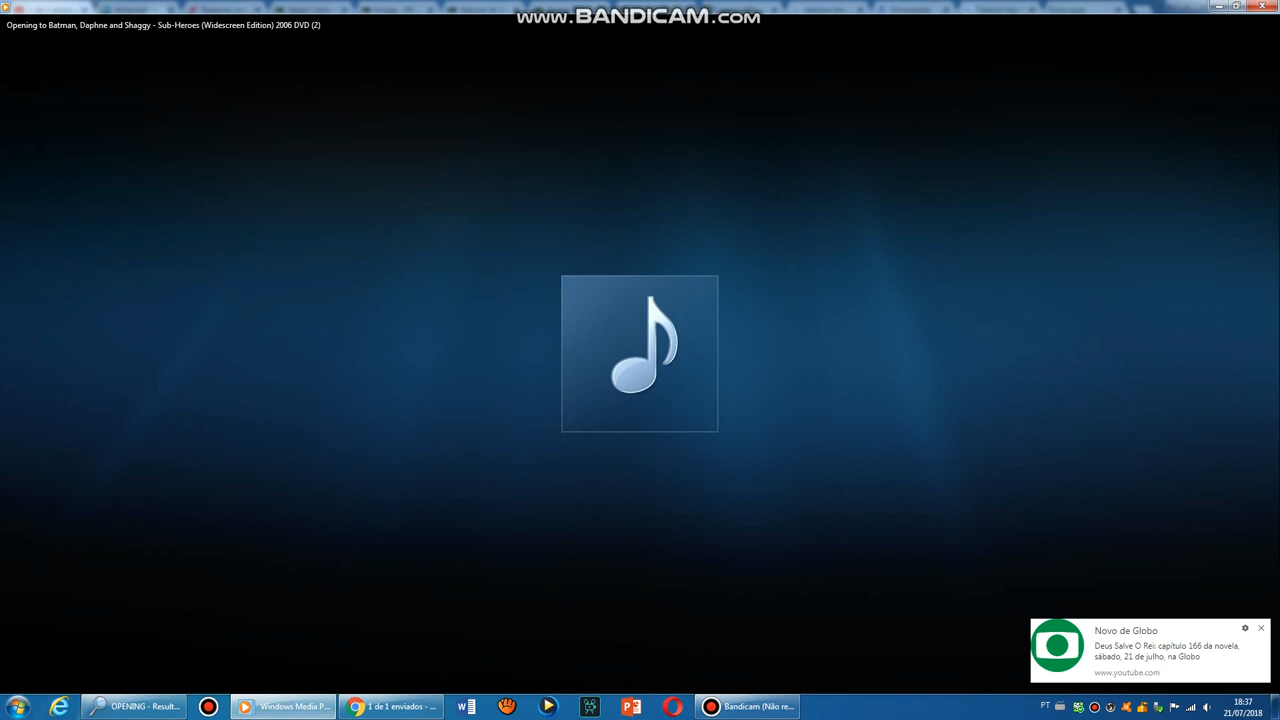 www.BANDICAM.com
Opening to Batman, Daphne and Shaggy - Sub-Heroes (Widescreen Edition) 2006 DVD (2)
Novo de Globo
Deus Salve O Rei: capítulo 166 da novela,
sábado, 21 de julho, na Globo
www.youtube.com
OPENING - Result...
Windows Media P...
1 de 1 enviados - ...
Bandicam (Não re...
PT
18:37
21/07/2018